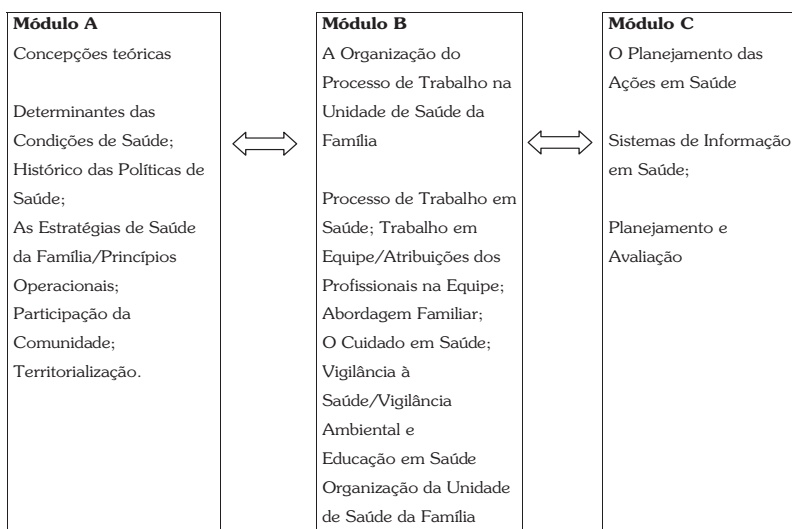 Módulo A
Concepções teóricas
Determinantes das
Condições de Saúde;
Histórico das Políticas de
Saúde;
As Estratégias de Saúde
da Família/Princípios
Operacionais;
Participação da
Comunidade;
Territorialização.
Módulo B
A Organização do
Processo de Trabalho na
Unidade de Saúde da
Família
Processo de Trabalho em
Saúde; Trabalho em
Equipe/Atribuições dos
Profissionais na Equipe;
Abordagem Familiar;
O Cuidado em Saúde;
Vigilância à
Saúde/Vigilância
Ambiental e
Educação em Saúde
Organização da Unidade
de Saúde da Família
Módulo C
O Planejamento das
Ações em Saúde
Sistemas de Informação
em Saúde;
Planejamento e
Avaliação